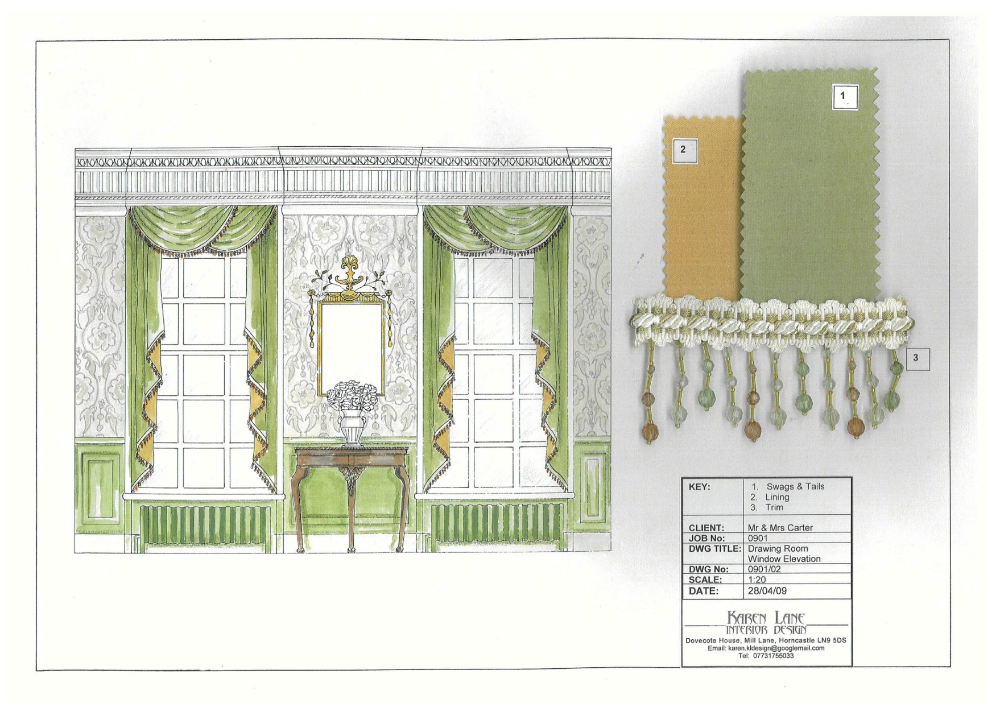 1
2
3
KEY: 1. Swags & Tails
2. Lining
3. Trim
CLIENT: Mr & Mrs Carter
JOB No: 0901
DWG TITLE: Drawing Room
Window Elevation
DWG No: 0901/02
SCALE: 1:20
DATE: 28/04/09
KAREN LANE
INTERIOR DESIGN
Dovecote House, Mill Lane, Horncastle LN9 5DS
Email: karen.kldesign@googlemail.com
Tel: 07731755033